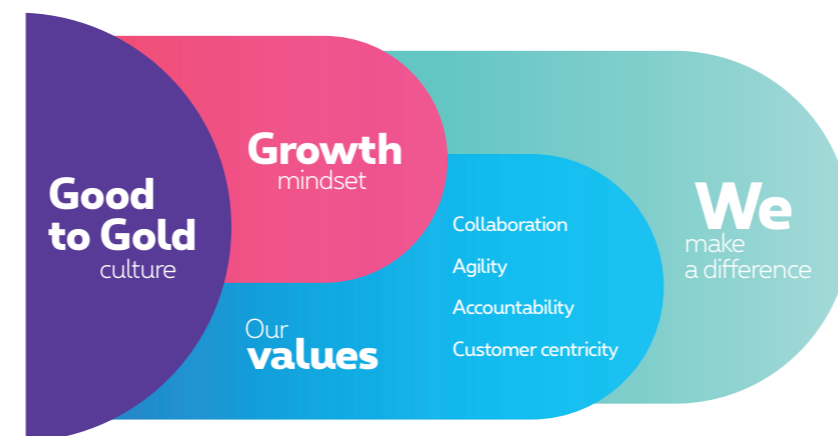 Good
to Gold
culture
Growth
mindset
Our
values
Collaboration
Agility
Accountability
Customer centricity
We
make
a difference